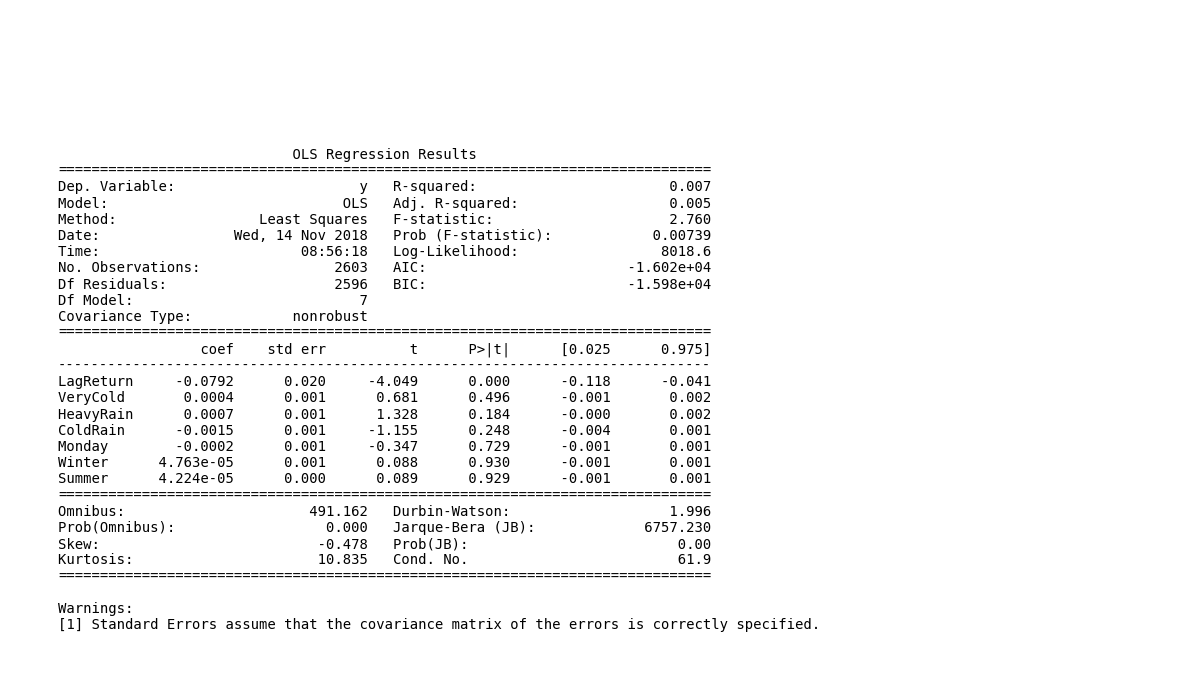 OLS Regression Results
==============================================================================
Dep. Variable:                      y   R-squared:                       0.007
Model:                            OLS   Adj. R-squared:                  0.005
Method:                 Least Squares   F-statistic:                     2.760
Date:                Wed, 14 Nov 2018   Prob (F-statistic):            0.00739
Time:                        08:56:18   Log-Likelihood:                 8018.6
No. Observations:                2603   AIC:                        -1.602e+04
Df Residuals:                    2596   BIC:                        -1.598e+04
Df Model:                           7
Covariance Type:            nonrobust
==============================================================================
                 coef    std err          t      P>|t|      [0.025      0.975]
------------------------------------------------------------------------------
LagReturn     -0.0792      0.020     -4.049      0.000      -0.118      -0.041
VeryCold       0.0004      0.001      0.681      0.496      -0.001       0.002
HeavyRain      0.0007      0.001      1.328      0.184      -0.000       0.002
ColdRain      -0.0015      0.001     -1.155      0.248      -0.004       0.001
Monday        -0.0002      0.001     -0.347      0.729      -0.001       0.001
Winter      4.763e-05      0.001      0.088      0.930      -0.001       0.001
Summer      4.224e-05      0.000      0.089      0.929      -0.001       0.001
==============================================================================
Omnibus:                      491.162   Durbin-Watson:                   1.996
Prob(Omnibus):                  0.000   Jarque-Bera (JB):             6757.230
Skew:                          -0.478   Prob(JB):                         0.00
Kurtosis:                      10.835   Cond. No.                         61.9
==============================================================================
Warnings:
[1] Standard Errors assume that the covariance matrix of the errors is correctly specified.